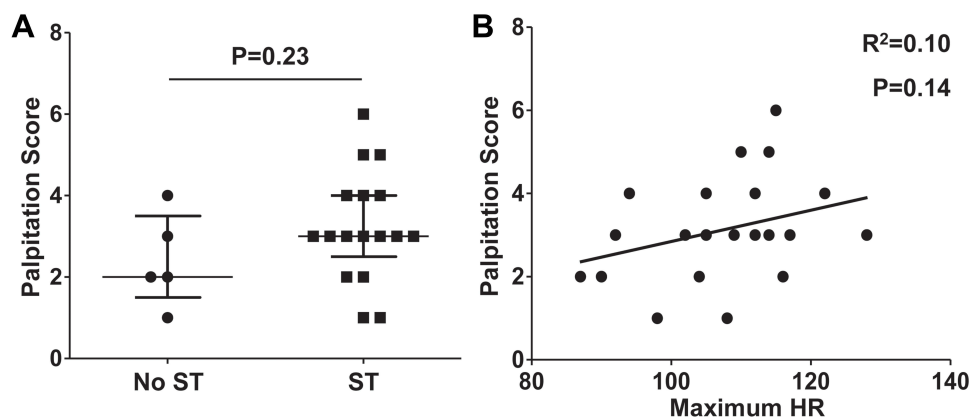 A
Palpitation Score
8
6
4
2
0
P=0.23
No ST
ST
B
Palpitation Score
8
6
4
2
0
R²=0.10
P=0.14
80
100
120
140
Maximum HR